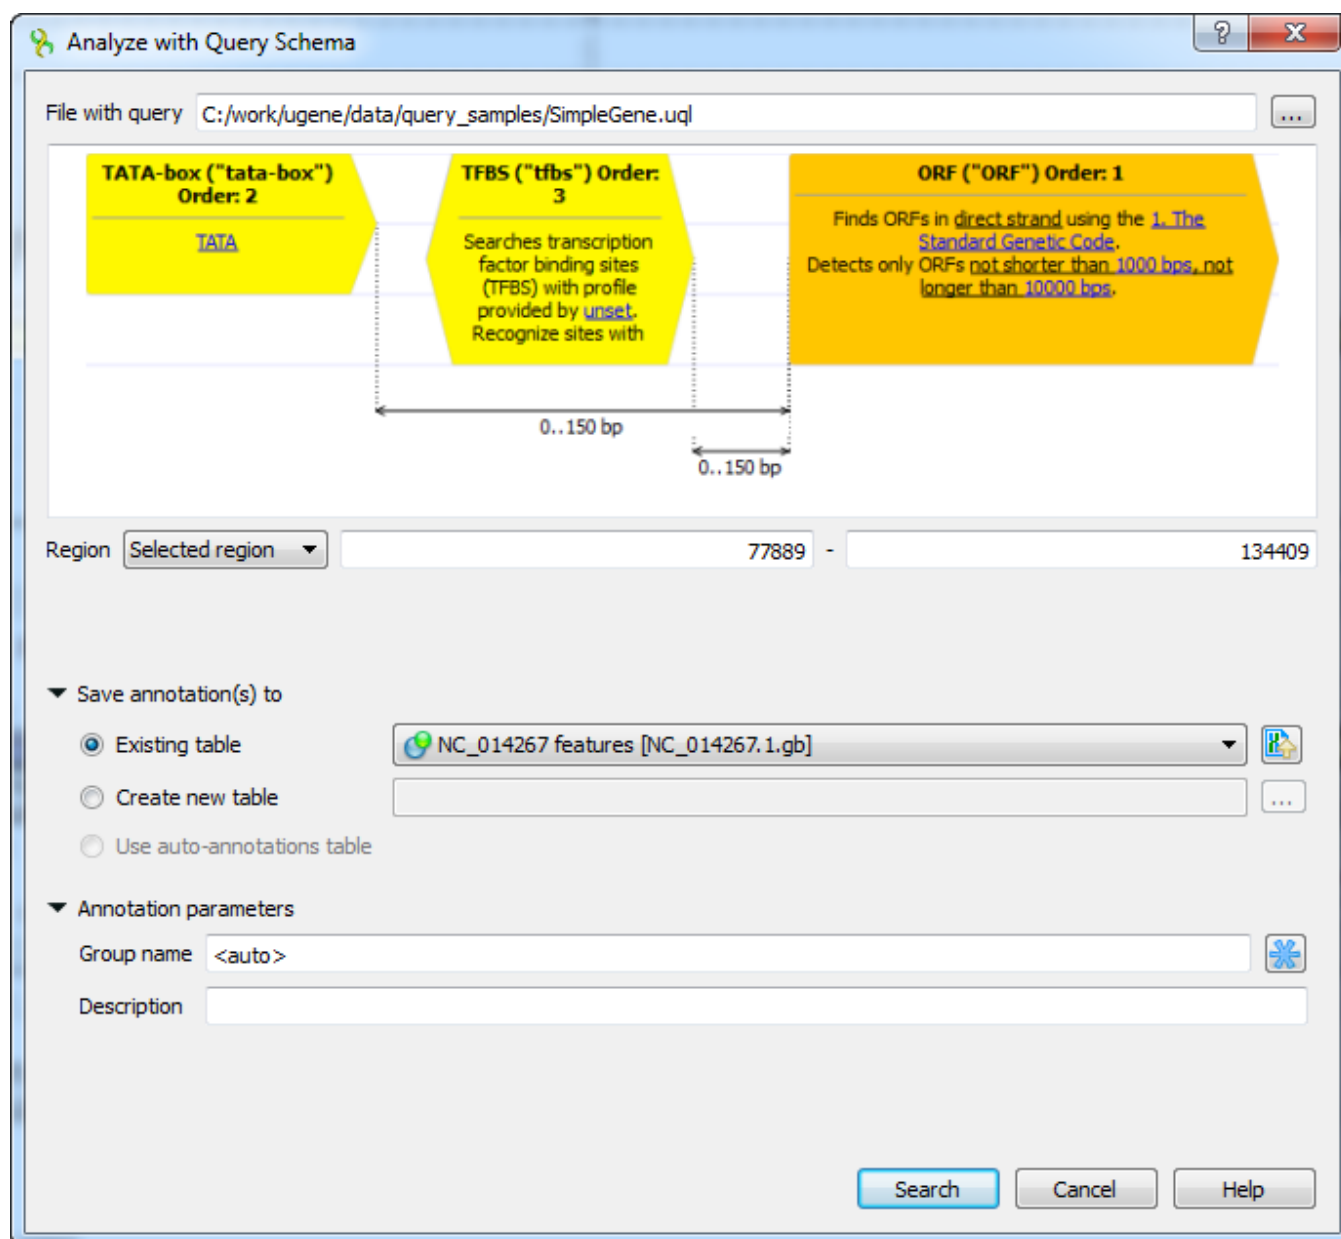 Analyze with Query Schema
File with query C:/work/ugene/data/query_samples/SimpleGene.uql ...
TATA-box ("tata-box")
Order: 2
TATA
TFBS ("tfbs") Order:
3
Searches transcription
factor binding sites
(TFBS) with profile
provided by unset.
Recognize sites with
ORF ("ORF") Order: 1
Finds ORFs in direct strand using the 1. The
Standard Genetic Code.
Detects only ORFs not shorter than 1000 bps, not
longer than 10000 bps.
0..150 bp
0..150 bp
Region Selected region 77889 - 134409
Save annotation(s) to
Existing table NC_014267 features [NC_014267.1.gb]
Create new table ...
Use auto-annotations table
Annotation parameters
Group name <auto>
Description
Search Cancel Help